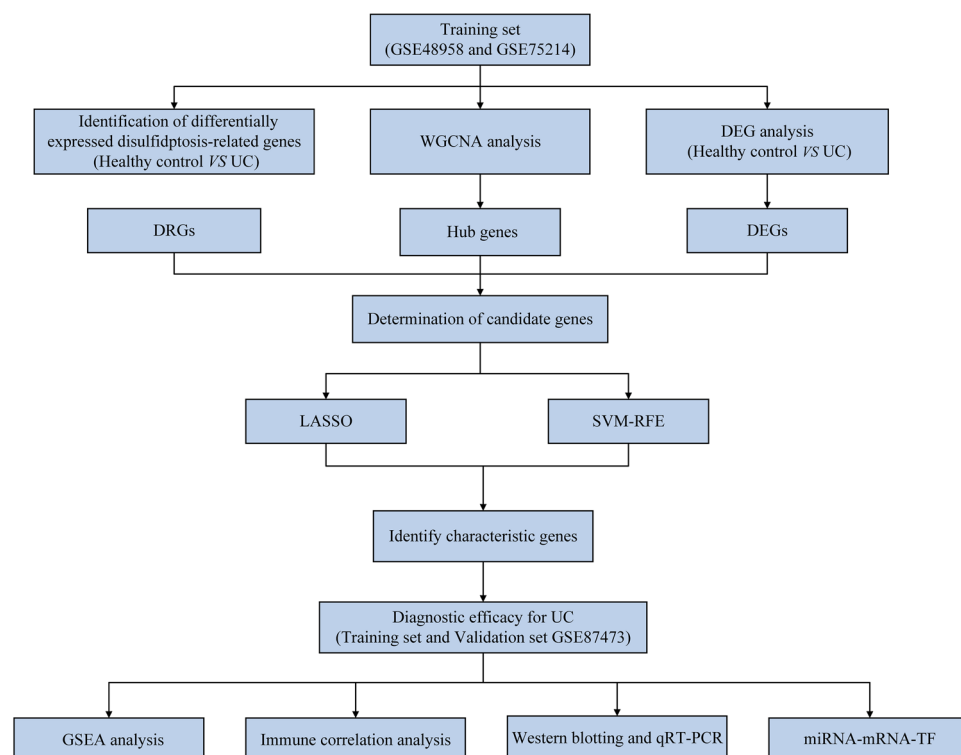 Training set
(GSE48958 and GSE75214)
Identification of differentially
expressed disulfidptosis-related genes
(Healthy control VS UC)
WGCNA analysis
DEG analysis
(Healthy control VS UC)
DRGs
Hub genes
DEGs
Determination of candidate genes
LASSO
SVM-RFE
Identify characteristic genes
Diagnostic efficacy for UC
(Training set and Validation set GSE87473)
GSEA analysis
Immune correlation analysis
Western blotting and qRT-PCR
miRNA-mRNA-TF